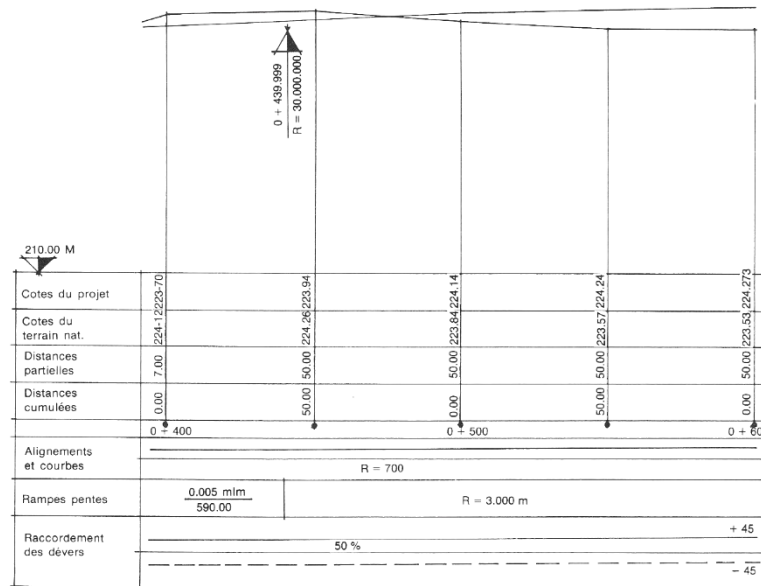 0 + 439.999
R = 30.000.000
210.00 M
Cotes du projet
223-70
223.94
224.14
224.24
224.273
Cotes du
terrain nat.
224-12
224.26
223.84
223.57
223.53
Distances
partielles
7.00
50.00
50.00
50.00
50.00
Distances
cumulées
0.00
50.00
0.00
50.00
0.00
0 + 400
0 + 500
0 + 60
Alignements
et courbes
R = 700
Rampes pentes
0.005 mlm
590.00
R = 3.000 m
Raccordement
des dévers
50 %
+ 45
- 45